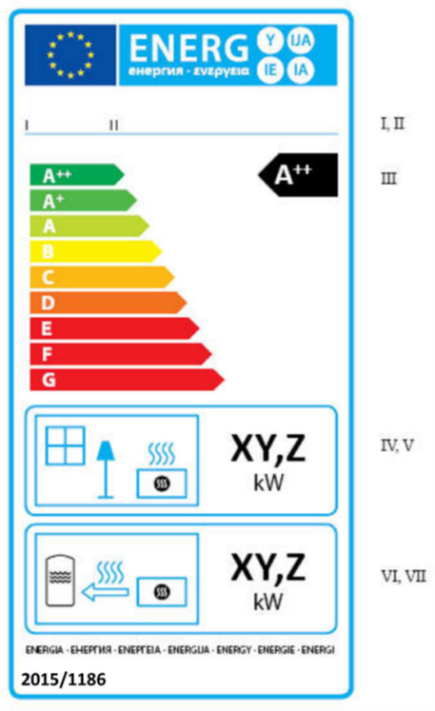 ENERG Y IJA
енергия · ενεργεια IE IA
I II I, II
A++ A++ III
A+
A
B
C
D
E
F
G
XY,Z IV, V
kW
XY,Z VI, VII
kW
ENERGIA · ЕНЕРГИЯ · ΕΝΕΡΓΕΙΑ · ENERGIJA · ENERGY · ENERGIE · ENERGI
2015/1186